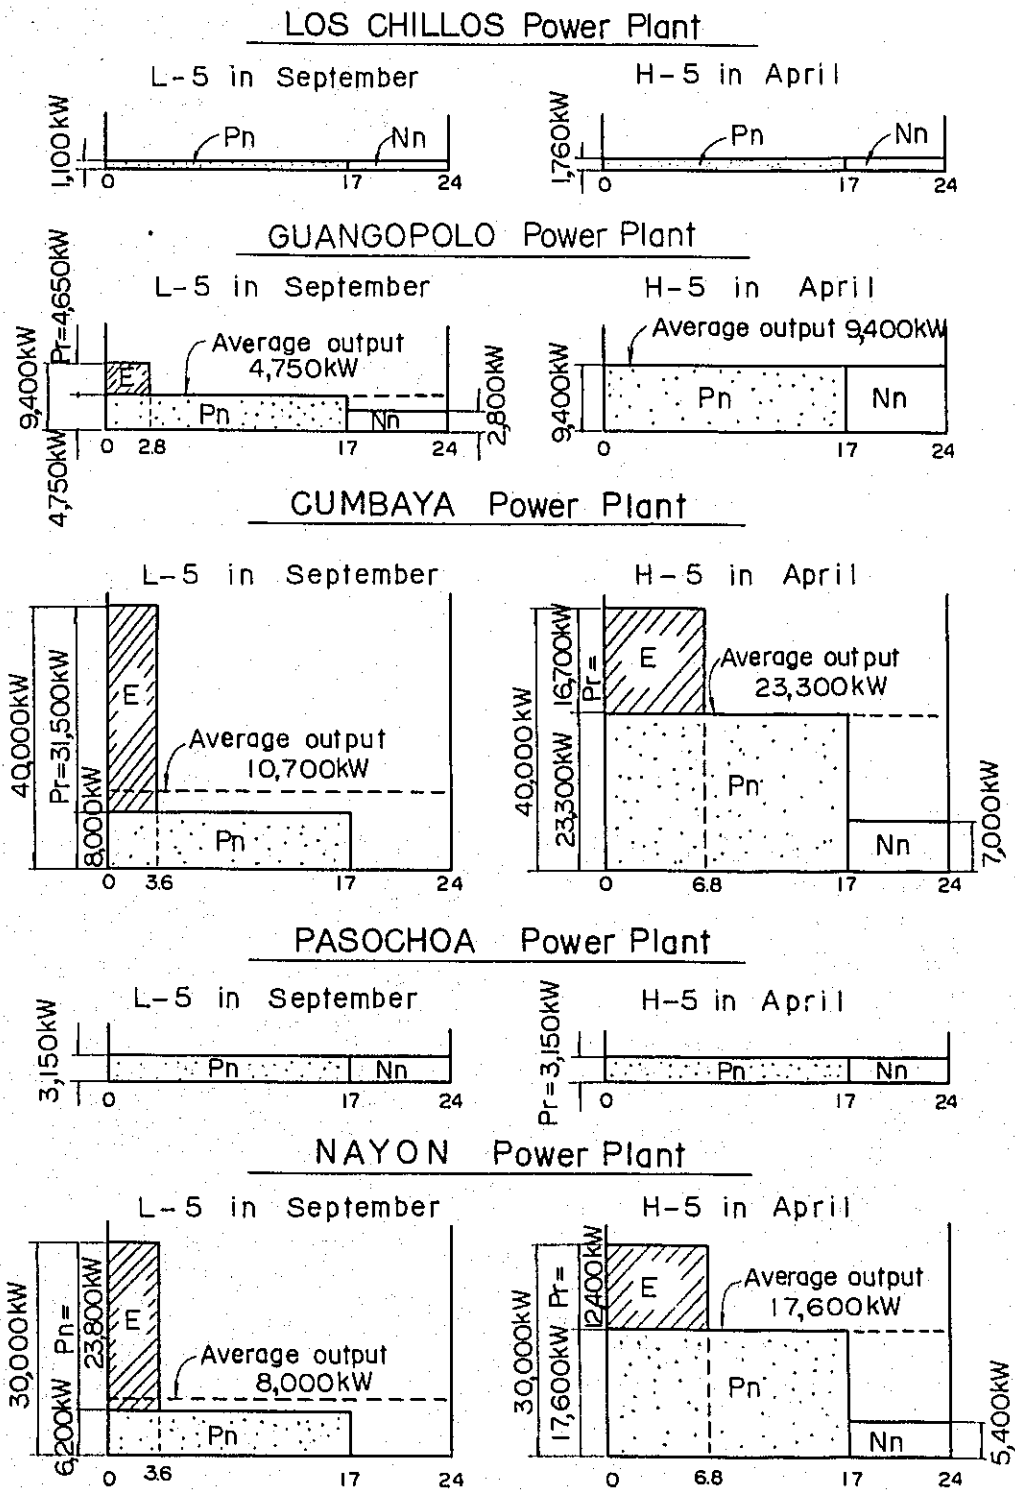 LOS CHILLOS Power Plant
L-5 in September
H-5 in April
1,100kW
Pn
Nn
0
17
24
1,760kW
Pn
Nn
0
17
24
GUANGOPOLO Power Plant
L-5 in September
H-5 in April
9,400kW
Pr=4,650kW
4,750kW
Average output
4,750kW
E
Pn
Nn
2,800kW
0
2.8
17
24
Average output 9,400kW
9,400kW
Pn
Nn
0
17
24
CUMBAYA Power Plant
L-5 in September
H-5 in April
40,000kW
Pr=31,500kW
8,000kW
E
Average output
10,700kW
Pn
0
3.6
17
24
40,000kW
16,700kW
Pr=
23,300kW
E
Average output
23,300kW
Pn
Nn
7,000kW
0
6.8
17
24
PASOCHOA Power Plant
L-5 in September
H-5 in April
3,150kW
Pn
Nn
0
17
24
Pr=3,150kW
Pn
Nn
0
17
24
NAYON Power Plant
L-5 in September
H-5 in April
30,000kW
Pn=
23,800kW
6,200kW
E
Average output
8,000kW
Pn
0
3.6
17
24
30,000kW
Pr=
12,400kW
17,600kW
E
Average output
17,600kW
Pn
Nn
5,400kW
0
6.8
17
24